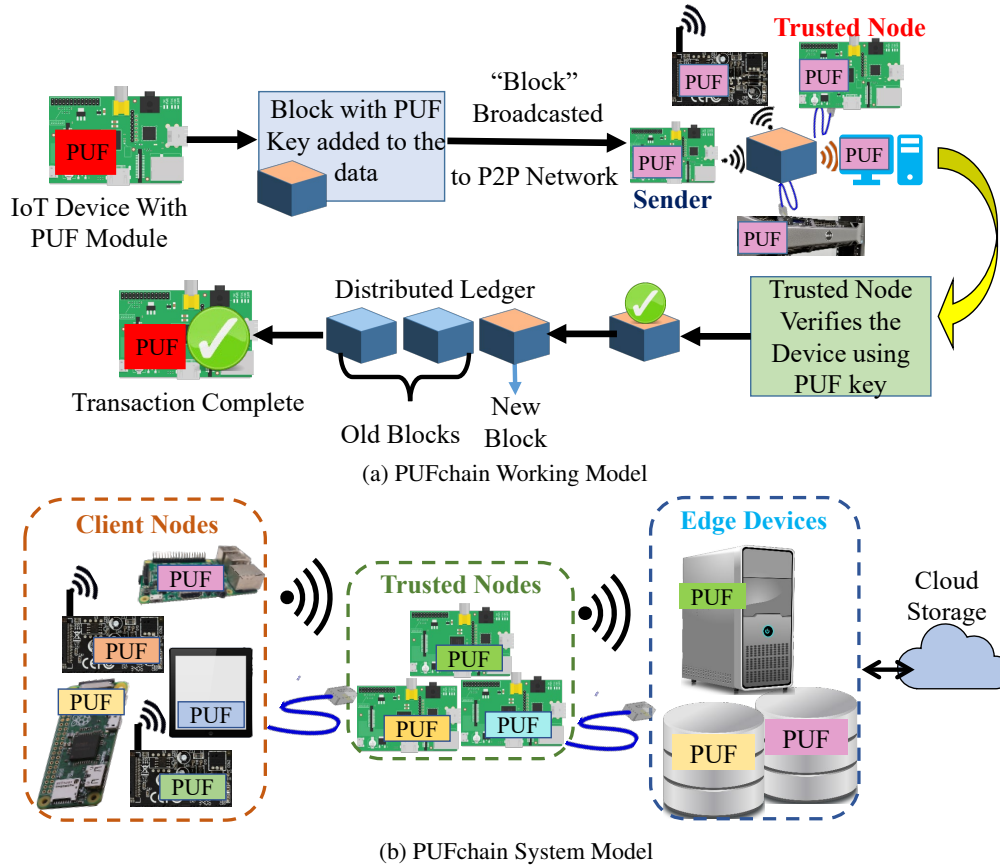 Trusted Node
PUF
PUF
PUF
IoT Device With
PUF Module
Block with PUF
Key added to the
data
“Block”
Broadcasted
to P2P Network
PUF
Sender
PUF
PUF
Trusted Node
Verifies the
Device using
PUF key
Distributed Ledger
Old Blocks
New
Block
PUF
Transaction Complete
(a) PUFchain Working Model
Client Nodes
PUF
PUF
PUF
PUF
PUF
Trusted Nodes
PUF
PUF
PUF
Edge Devices
PUF
PUF
PUF
Cloud
Storage
(b) PUFchain System Model